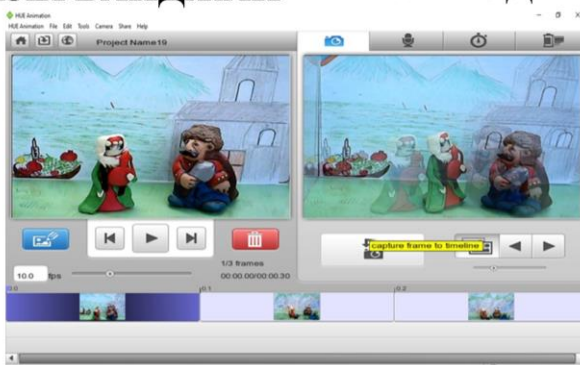 HUE Animation
HUE Animation File Edit Tools Camera Share Help
Project Name19
capture frame to timeline
1/3 frames
10.0 fps
00:00.00/00:00.30
0.0 0.1 0.2